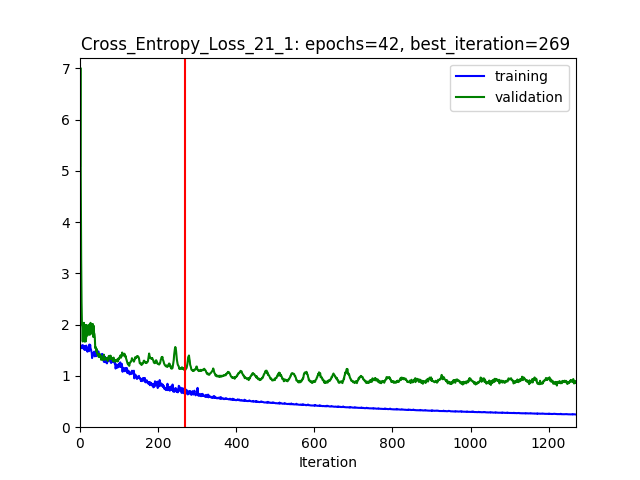 Cross_Entropy_Loss_21_1: epochs=42, best_iteration=269
training
validation
7
6
5
4
3
2
1
0
0 200 400 600 800 1000 1200
Iteration